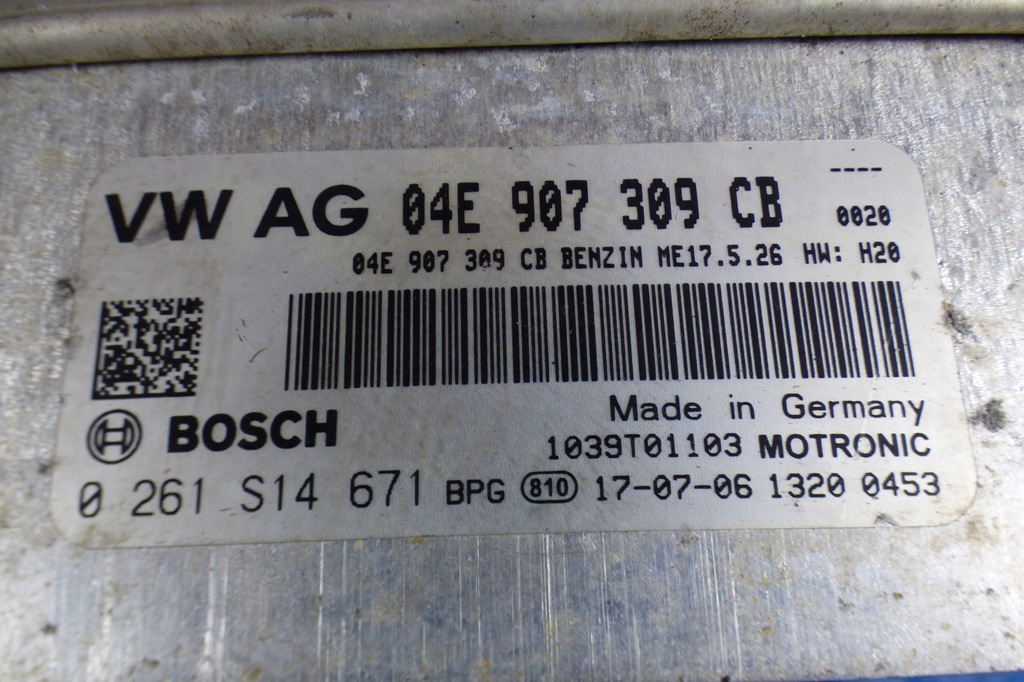 ----
VW AG 04E 907 309 CB 0020
04E 907 309 CB BENZIN ME17.5.26 HW: H20
Made in Germany
BOSCH 1039T01103 MOTRONIC
0 261 S14 671 BPG 810 17-07-06 1320 0453